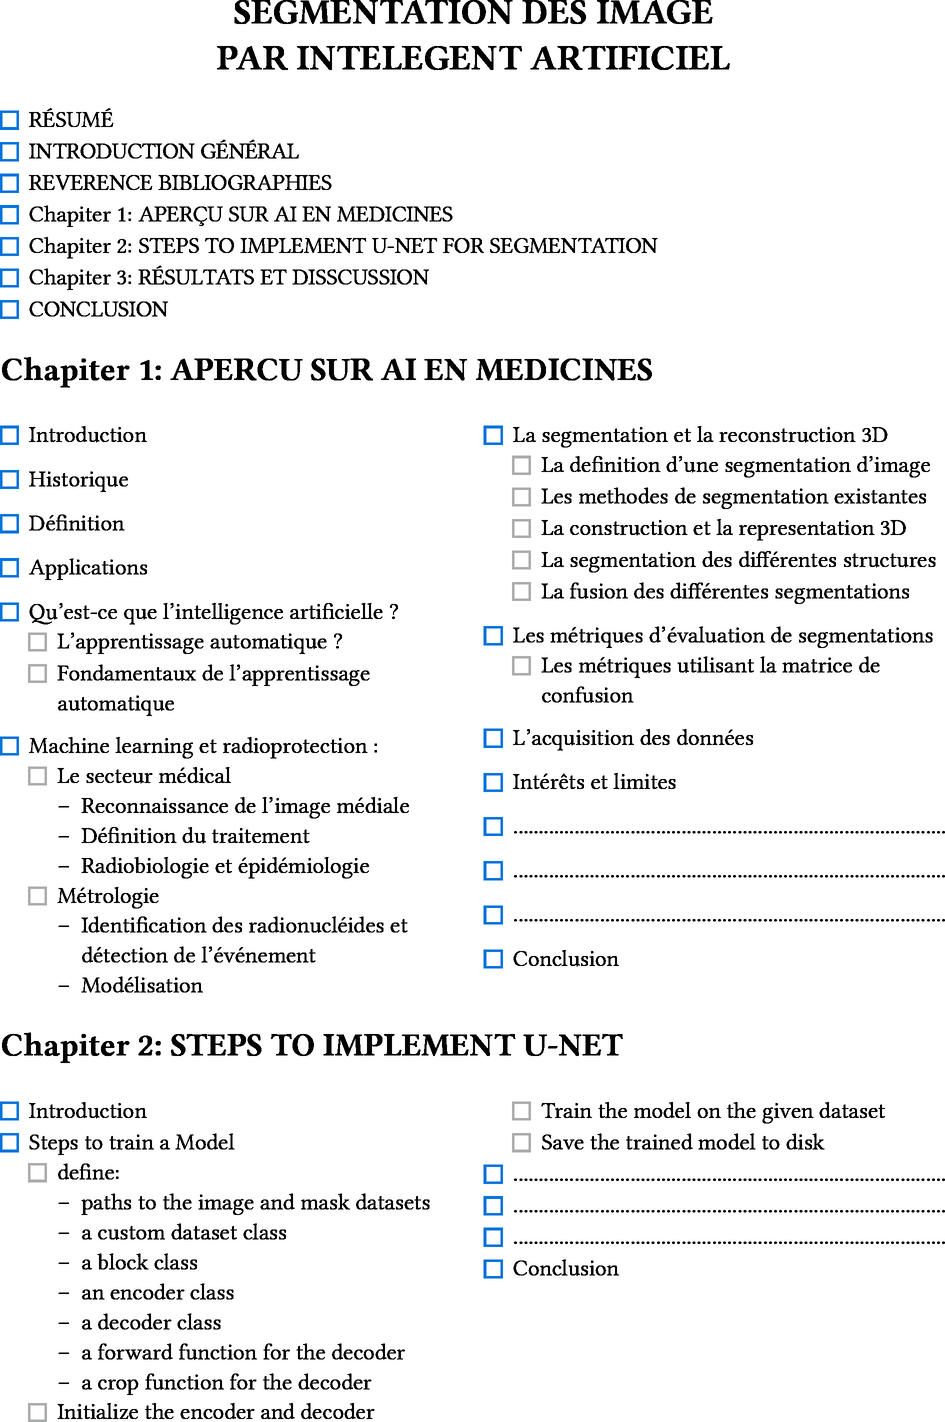 SEGMENTATION DES IMAGE
PAR INTELEGENT ARTIFICIEL
RÉSUMÉ
INTRODUCTION GÉNÉRAL
REVERENCE BIBLIOGRAPHIES
Chapiter 1: APERÇU SUR AI EN MEDICINES
Chapiter 2: STEPS TO IMPLEMENT U-NET FOR SEGMENTATION
Chapiter 3: RÉSULTATS ET DISSCUSSION
CONCLUSION
Chapiter 1: APERCU SUR AI EN MEDICINES
Introduction
Historique
Définition
Applications
Qu'est-ce que l'intelligence artificielle ?
L'apprentissage automatique ?
Fondamentaux de l'apprentissage
automatique
Machine learning et radioprotection :
Le secteur médical
– Reconnaissance de l'image médiale
– Définition du traitement
– Radiobiologie et épidémiologie
Métrologie
– Identification des radionucléides et
détection de l'événement
– Modélisation
La segmentation et la reconstruction 3D
La definition d'une segmentation d'image
Les methodes de segmentation existantes
La construction et la representation 3D
La segmentation des différentes structures
La fusion des différentes segmentations
Les métriques d'évaluation de segmentations
Les métriques utilisant la matrice de
confusion
L'acquisition des données
Intérêts et limites
......................................................................................
......................................................................................
......................................................................................
Conclusion
Chapiter 2: STEPS TO IMPLEMENT U-NET
Introduction
Steps to train a Model
define:
– paths to the image and mask datasets
– a custom dataset class
– a block class
– an encoder class
– a decoder class
– a forward function for the decoder
– a crop function for the decoder
Initialize the encoder and decoder
Train the model on the given dataset
Save the trained model to disk
......................................................................................
......................................................................................
......................................................................................
Conclusion